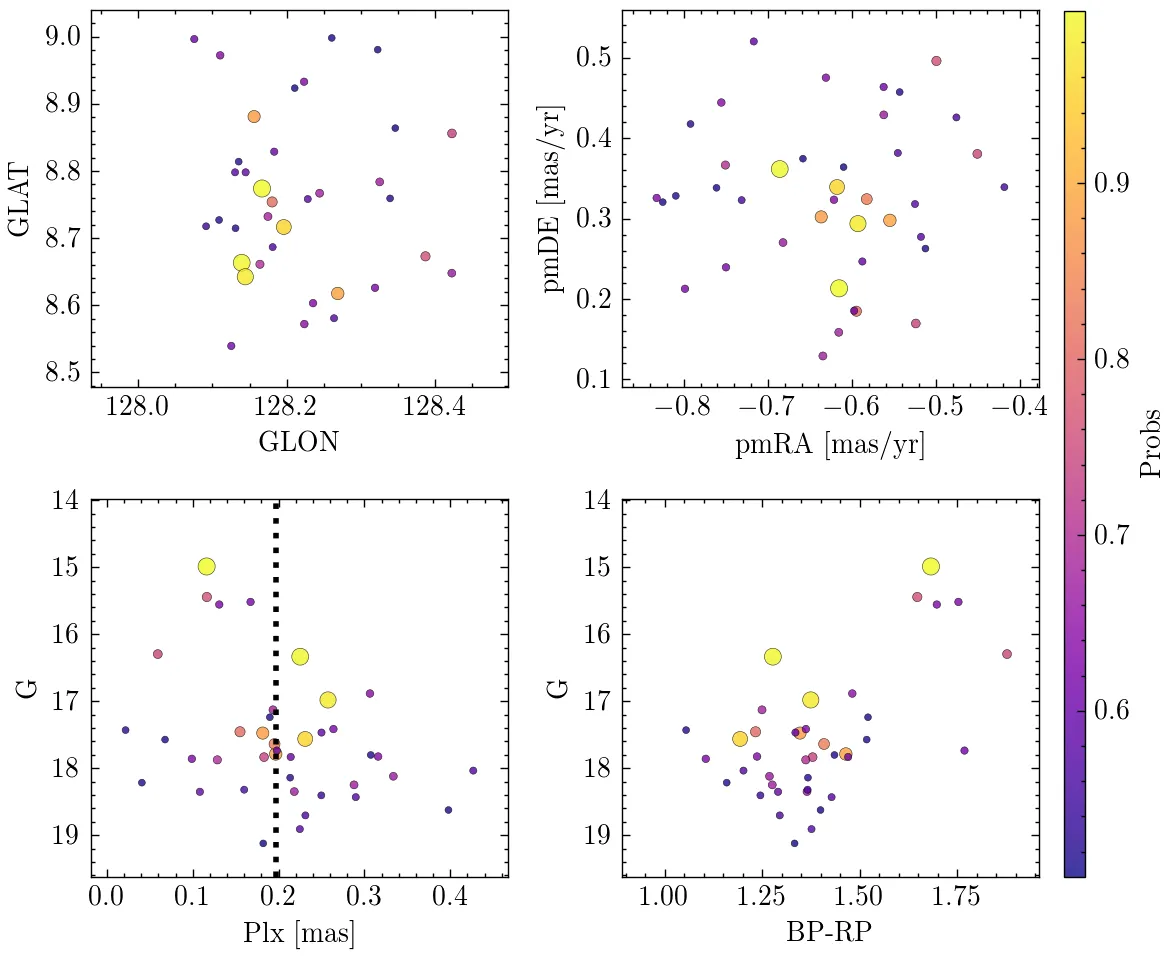 9.0
8.9
8.8
8.7
8.6
8.5
GLAT
128.0 128.2 128.4
GLON
0.5
0.4
0.3
0.2
0.1
pmDE [mas/yr]
−0.8 −0.7 −0.6 −0.5 −0.4
pmRA [mas/yr]
14
15
16
17
18
19
G
0.0 0.1 0.2 0.3 0.4
Plx [mas]
14
15
16
17
18
19
G
1.00 1.25 1.50 1.75
BP-RP
0.9
0.8
0.7
0.6
Probs